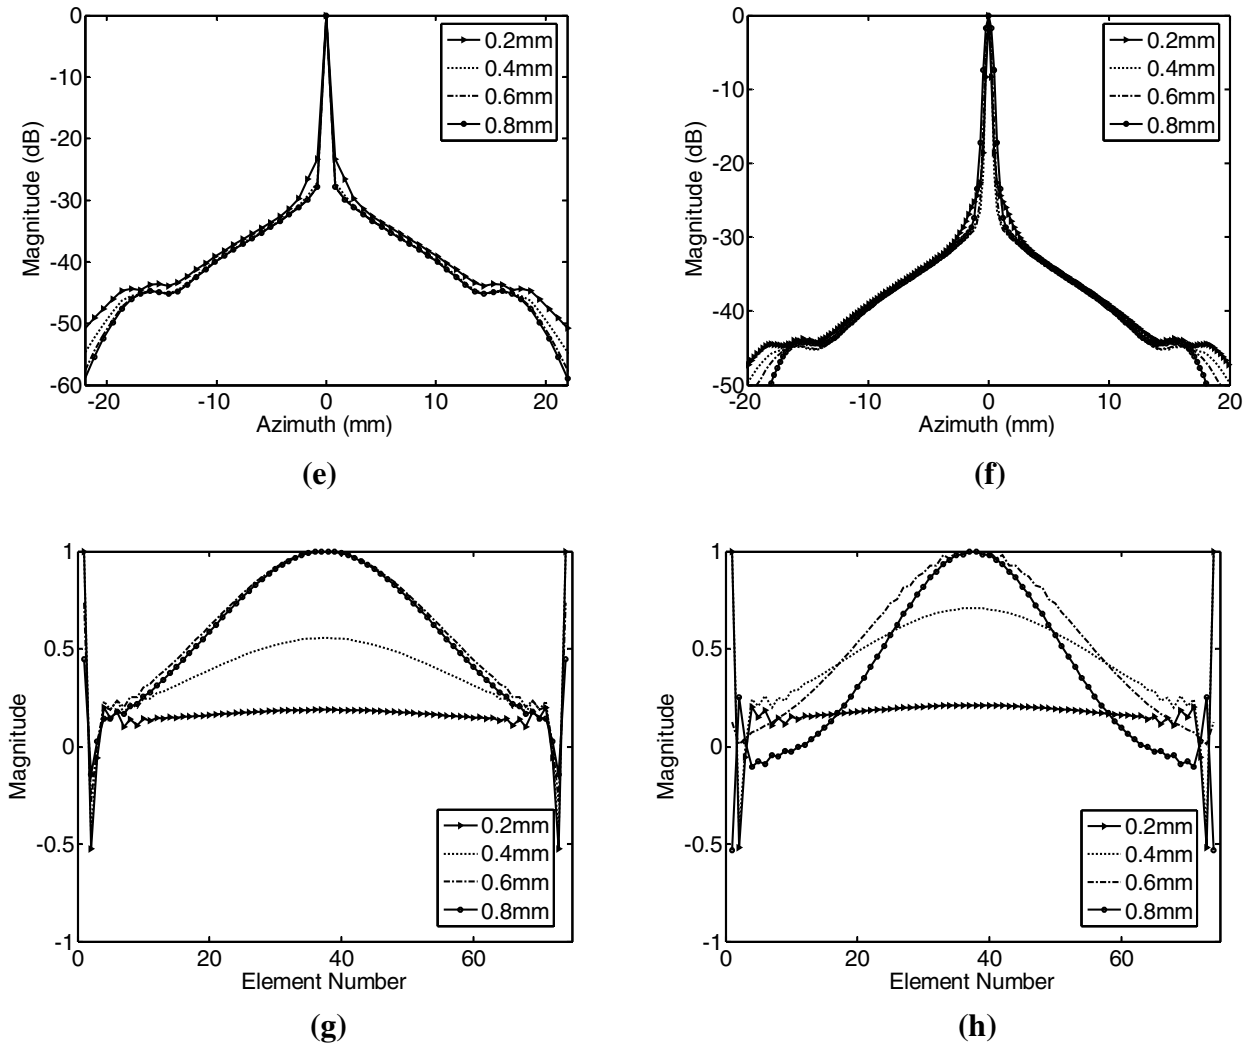 0
-10
-20
-30
-40
-50
-60
Magnitude (dB)
-20 -10 0 10 20
Azimuth (mm)
0.2mm
0.4mm
0.6mm
0.8mm
(e)
0
-10
-20
-30
-40
-50
Magnitude (dB)
-20 -10 0 10 20
Azimuth (mm)
0.2mm
0.4mm
0.6mm
0.8mm
(f)
1
0.5
0
-0.5
-1
Magnitude
0 20 40 60
Element Number
0.2mm
0.4mm
0.6mm
0.8mm
(g)
1
0.5
0
-0.5
-1
Magnitude
0 20 40 60
Element Number
0.2mm
0.4mm
0.6mm
0.8mm
(h)